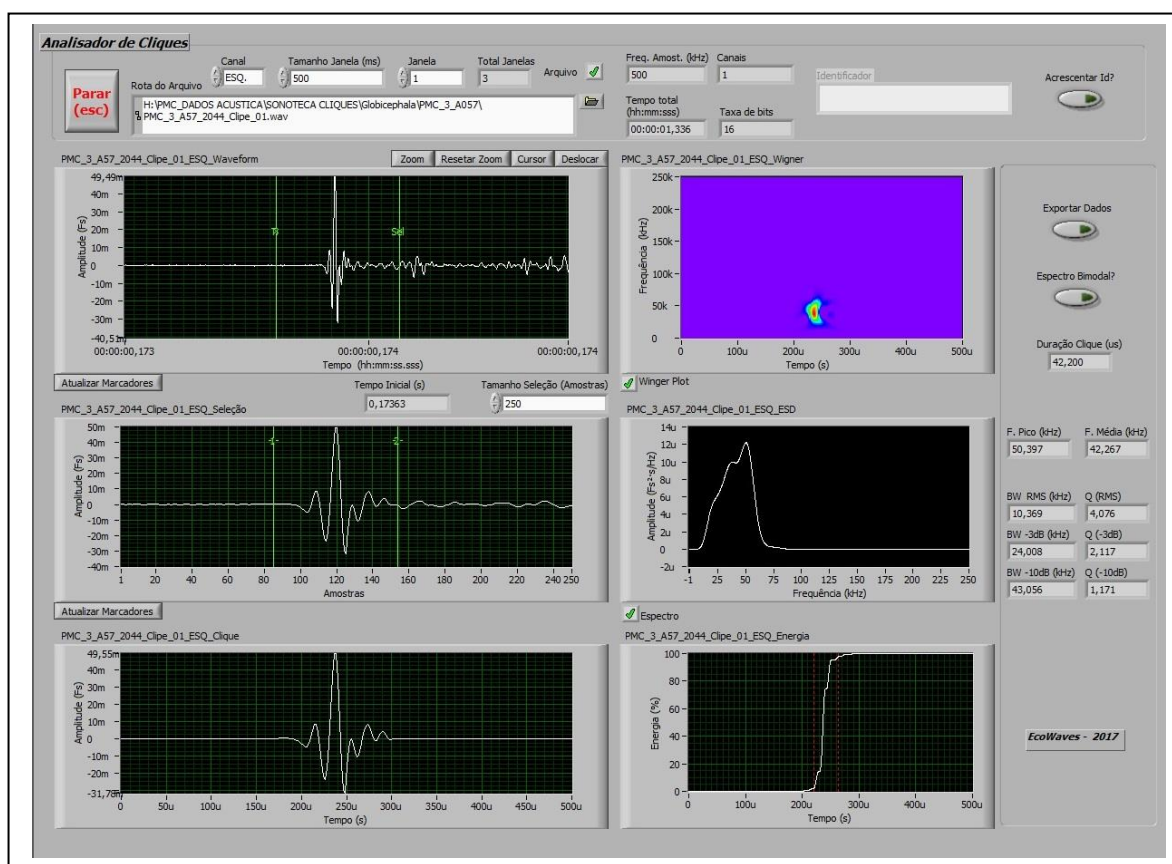 Analisador de Cliques
Parar
(esc)
Rota do Arquivo
Canal
ESQ.
Tamanho Janela (ms)
500
Janela
1
Total Janelas
3
Arquivo
H:\PMC_DADOS ACUSTICA\SONOTECA CLIQUES\Globicephala\PMC_3_A057\
PMC_3_A57_2044_Clipe_01.wav
Freq. Amost. (kHz)
500
Canais
1
Tempo total
(hh:mm:sss)
00:00:01,336
Taxa de bits
16
Identificador
Acrescentar Id?
PMC_3_A57_2044_Clipe_01_ESQ_Waveform
Zoom
Resetar Zoom
Cursor
Deslocar
49,49m
40m
30m
20m
10m
0
-10m
-20m
-30m
-40,51m
Amplitude (Fs)
Sel
00:00:00,173
00:00:00,174
00:00:00,174
Tempo (hh:mm:ss.sss)
PMC_3_A57_2044_Clipe_01_ESQ_Wigner
250k
200k
150k
100k
50k
0
Frequência (kHz)
0 100u 200u 300u 400u 500u
Tempo (s)
Exportar Dados
Espectro Bimodal?
Duração Clique (us)
42,200
Atualizar Marcadores
Tempo Inicial (s)
0,17363
Tamanho Seleção (Amostras)
250
Winger Plot
PMC_3_A57_2044_Clipe_01_ESQ_Seleção
50m
40m
30m
20m
10m
0
-10m
-20m
-30m
-40m
Amplitude (Fs)
1 20 40 60 80 100 120 140 160 180 200 220 240 250
Amostras
PMC_3_A57_2044_Clipe_01_ESQ_ESD
14u
12u
10u
8u
6u
4u
2u
0
-2u
Amplitude (Fs²·s/Hz)
-1 25 50 75 100 125 150 175 200 225 250
Frequência (kHz)
F. Pico (kHz)
50,397
F. Média (kHz)
42,267
BW RMS (kHz)
10,369
Q (RMS)
4,076
BW -3dB (kHz)
24,008
Q (-3dB)
2,117
BW -10dB (kHz)
43,056
Q (-10dB)
1,171
Atualizar Marcadores
Espectro
PMC_3_A57_2044_Clipe_01_ESQ_Clique
49,55m
40m
30m
20m
10m
0
-10m
-20m
Amplitude (Fs)
0 50u 100u 150u 200u 250u 300u 350u 400u 450u 500u
Tempo (s)
PMC_3_A57_2044_Clipe_01_ESQ_Energia
100
80
60
40
20
0
Energia (%)
0 100u 200u 300u 400u 500u
Tempo (s)
EcoWaves - 2017